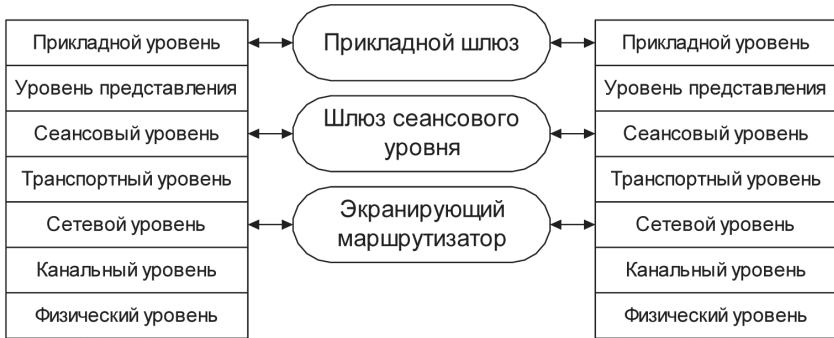 Прикладной уровень
Уровень представления
Сеансовый уровень
Транспортный уровень
Сетевой уровень
Канальный уровень
Физический уровень
Прикладной шлюз
Шлюз сеансового
уровня
Экранирующий
маршрутизатор
Прикладной уровень
Уровень представления
Сеансовый уровень
Транспортный уровень
Сетевой уровень
Канальный уровень
Физический уровень